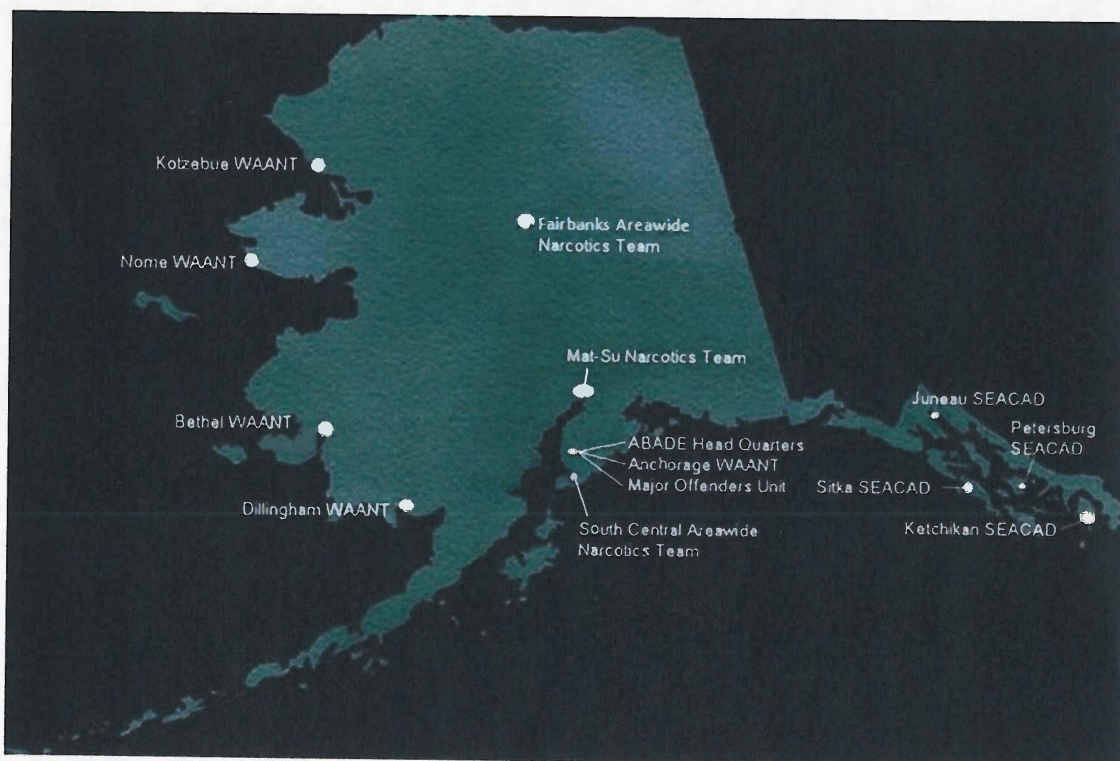 Kotzebue WAANT
Fairbanks Areawide
Narcotics Team
Nome WAANT
Mat-Su Narcotics Team
Juneau SEACAD
Petersburg
SEACAD
Bethel WAANT
ABADE Head Quarters
Anchorage WAANT
Major Offenders Unit
Sitka SEACAD
Dillingham WAANT
South Central Areawide
Narcotics Team
Ketchikan SEACAD